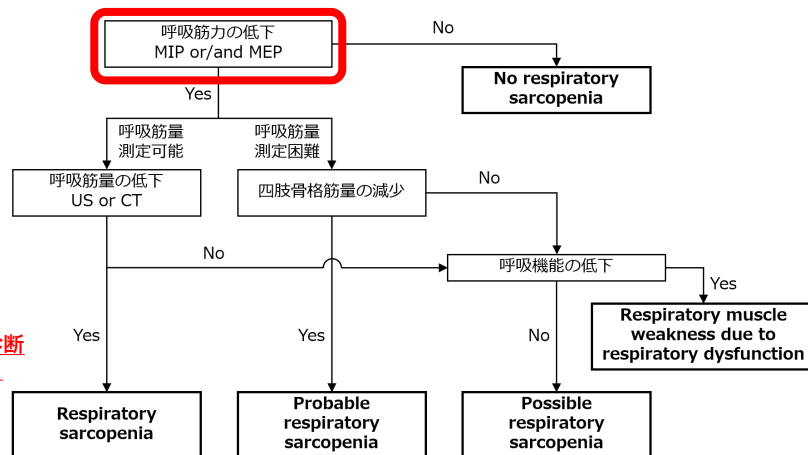 呼吸筋力の低下
MIP or/and MEP
No
No respiratory
sarcopenia
Yes
呼吸筋量
測定可能
呼吸筋量
測定困難
呼吸筋量の低下
US or CT
四肢骨格筋量の減少
No
No
呼吸機能の低下
Yes
Respiratory muscle
weakness due to
respiratory dysfunction
断
Yes
Yes
No
Respiratory
sarcopenia
Probable
respiratory
sarcopenia
Possible
respiratory
sarcopenia